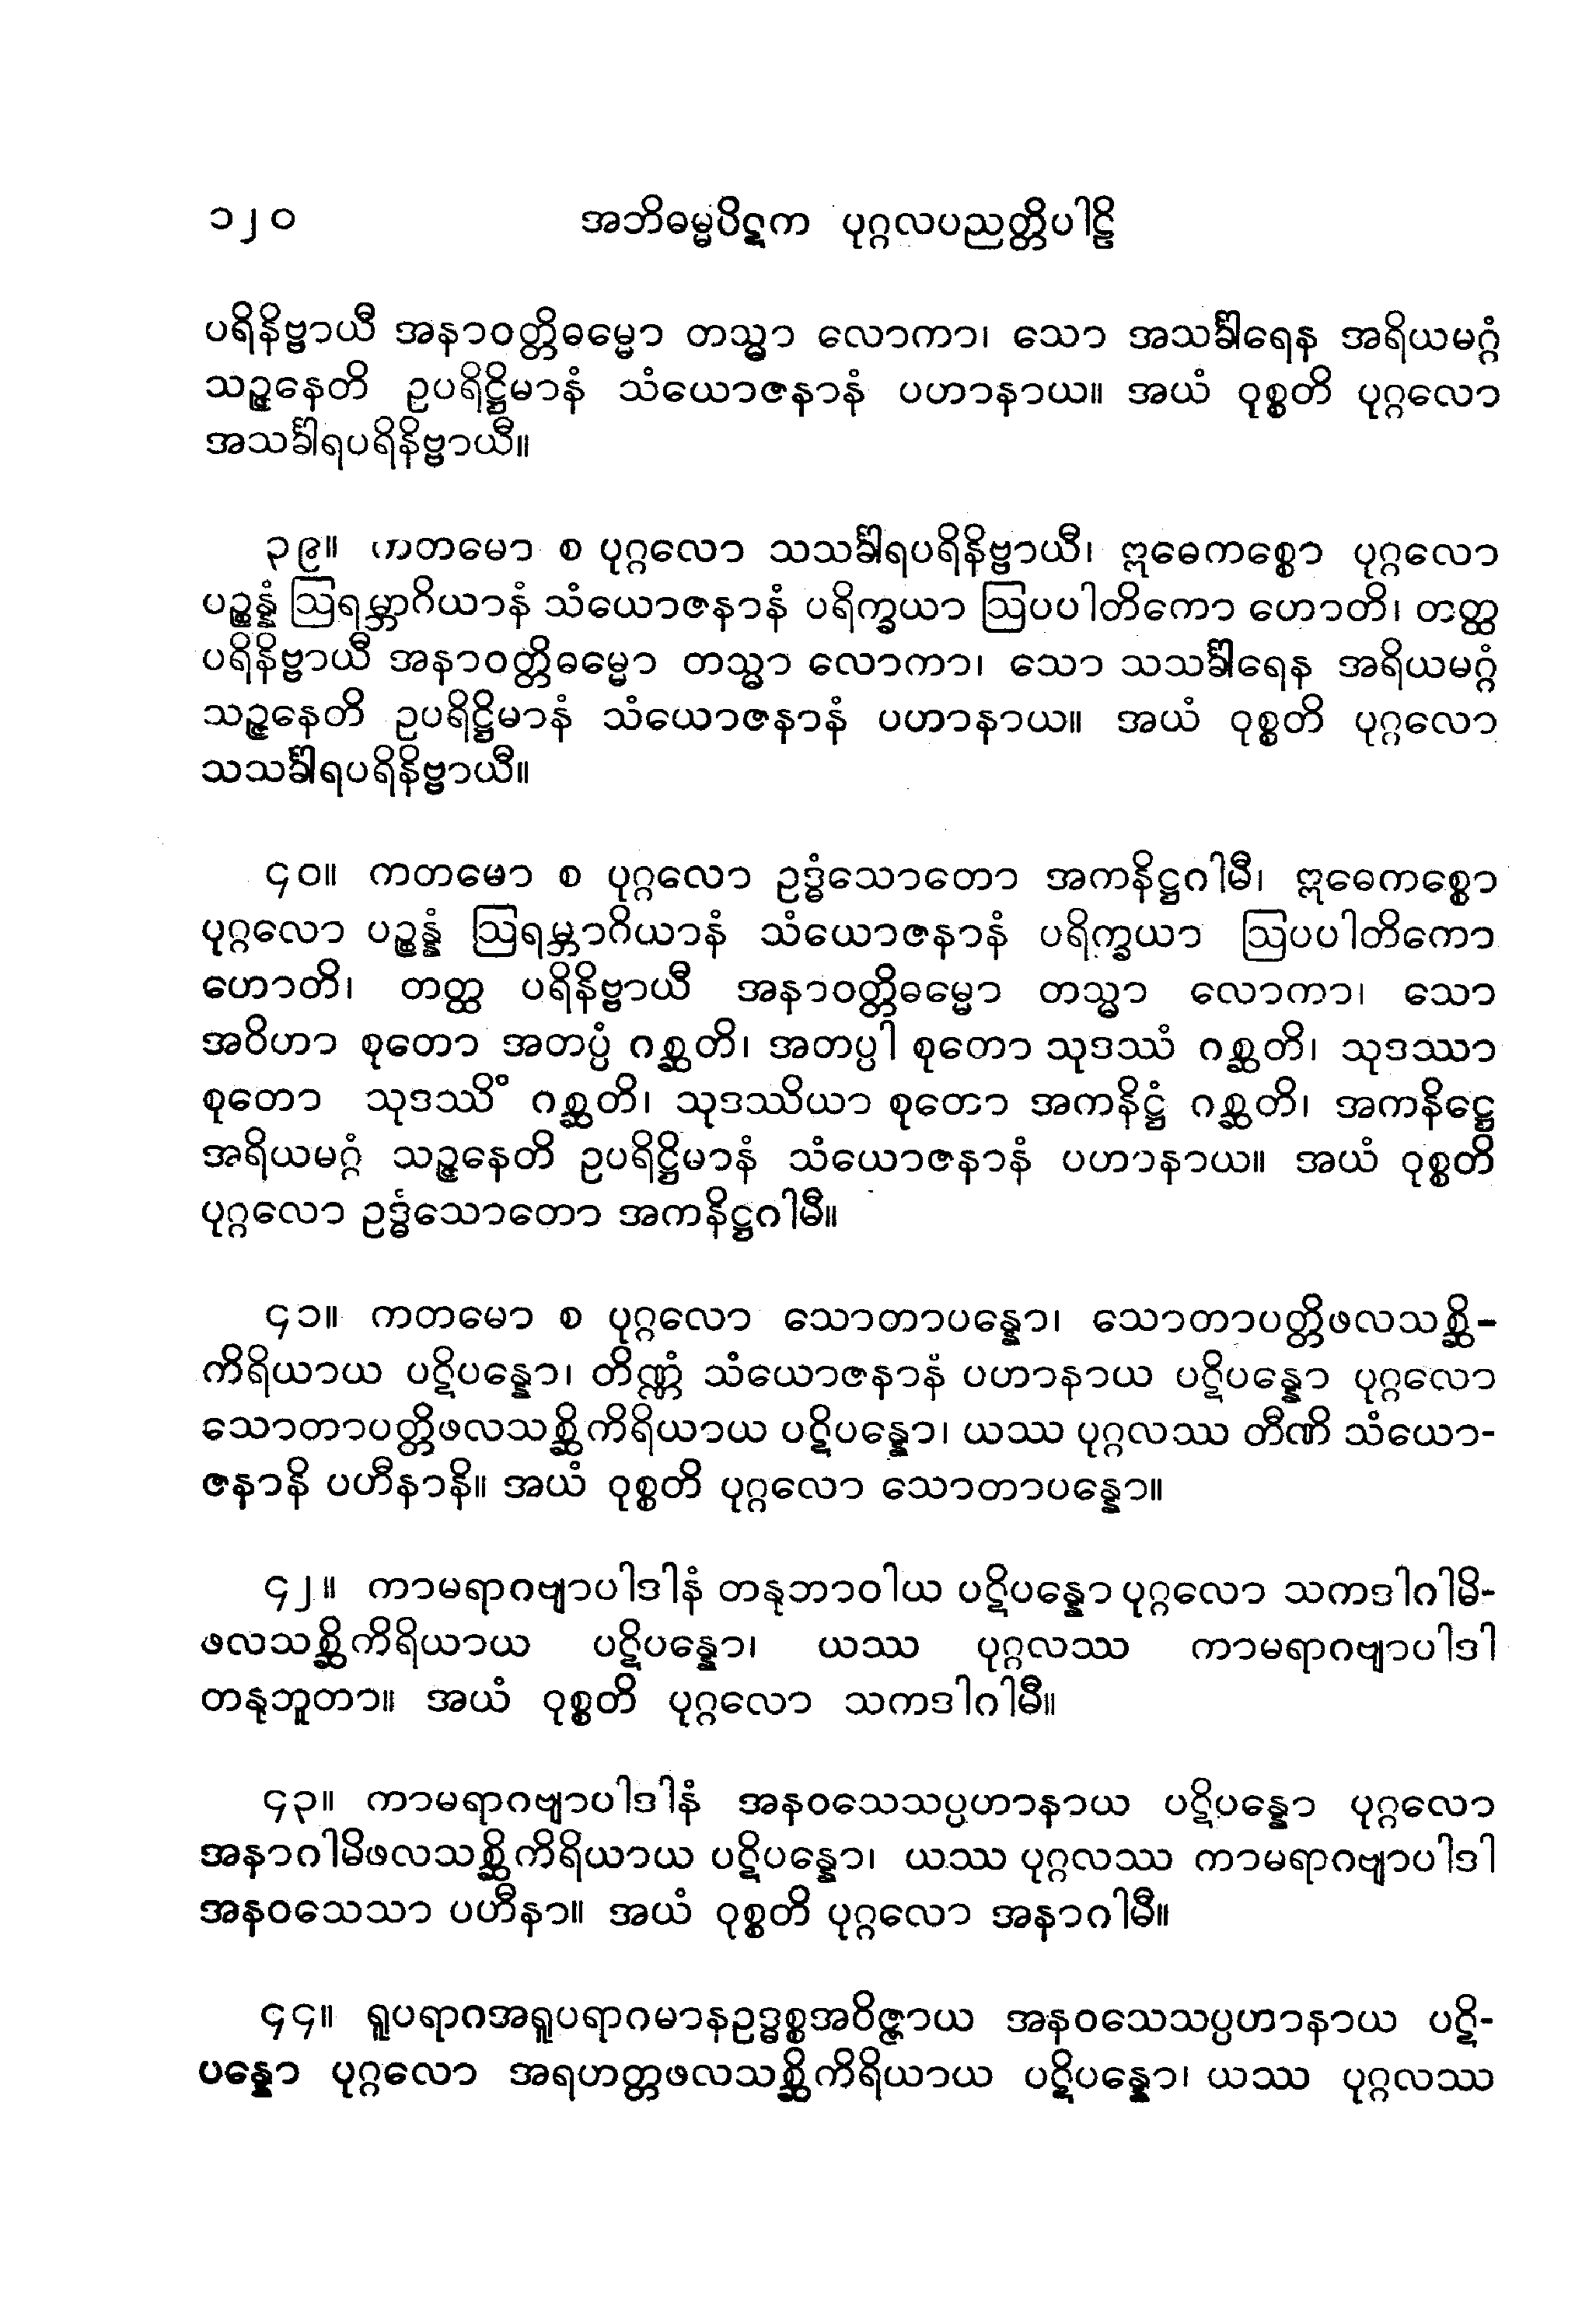 ၁၂၀ အဘိဓမ္မပိဋက ပုဂ္ဂလပညတ္တိပါဠိ
ပရိနိဗ္ဗာယီ အနာဝတ္တိဓမ္မော တသ္မာ လောကာ၊ သော အသင်္ခါရေန အရိယမဂ္ဂံ
သဉ္ဇနေတိ ဥပရိဋ္ဌိမာနံ သံယောဇနာနံ ပဟာနာယ။ အယံ ဝုစ္စတိ ပုဂ္ဂလော
အသင်္ခါရပရိနိဗ္ဗာယီ။
၃၉။ ကတမော စ ပုဂ္ဂလော သသင်္ခါရပရိနိဗ္ဗာယီ၊ ဣဓေကစ္စော ပုဂ္ဂလော
ပဉ္စန္နံ ဩရမ္ဘာဂိယာနံ သံယောဇနာနံ ပရိက္ခယာ ဩပပါတိကော ဟောတိ၊ တတ္ထ
ပရိနိဗ္ဗာယီ အနာဝတ္တိဓမ္မော တသ္မာ လောကာ၊ သော သသင်္ခါရေန အရိယမဂ္ဂံ
သဉ္ဇနေတိ ဥပရိဋ္ဌိမာနံ သံယောဇနာနံ ပဟာနာယ။ အယံ ဝုစ္စတိ ပုဂ္ဂလော
သသင်္ခါရပရိနိဗ္ဗာယီ။
၄၀။ ကတမော စ ပုဂ္ဂလော ဥဒ္ဓံသောတော အကနိဋ္ဌဂါမီ၊ ဣဓေကစ္စော
ပုဂ္ဂလော ပဉ္စန္နံ ဩရမ္ဘာဂိယာနံ သံယောဇနာနံ ပရိက္ခယာ ဩပပါတိကော
ဟောတိ၊ တတ္ထ ပရိနိဗ္ဗာယီ အနာဝတ္တိဓမ္မော တသ္မာ လောကာ၊ သော
အဝိဟာ စုတော အတပ္ပံ ဂစ္ဆတိ၊ အတပ္ပါ စုတော သုဒဿံ ဂစ္ဆတိ၊ သုဒဿာ
စုတော သုဒဿိံ ဂစ္ဆတိ၊ သုဒဿိယာ စုတော အကနိဋ္ဌံ ဂစ္ဆတိ၊ အကနိဋ္ဌေ
အရိယမဂ္ဂံ သဉ္ဇနေတိ ဥပရိဋ္ဌိမာနံ သံယောဇနာနံ ပဟာနာယ။ အယံ ဝုစ္စတိ
ပုဂ္ဂလော ဥဒ္ဓံသောတော အကနိဋ္ဌဂါမီ။
၄၁။ ကတမော စ ပုဂ္ဂလော သောတာပန္နော၊ သောတာပတ္တိဖလသစ္ဆိ-
ကိရိယာယ ပဋိပန္နော၊ တိဏ္ဏံ သံယောဇနာနံ ပဟာနာယ ပဋိပန္နော ပုဂ္ဂလော
သောတာပတ္တိဖလသစ္ဆိကိရိယာယ ပဋိပန္နော၊ ယဿ ပုဂ္ဂလဿ တီဏိ သံယော-
ဇနာနိ ပဟီနာနိ။ အယံ ဝုစ္စတိ ပုဂ္ဂလော သောတာပန္နော။
၄၂။ ကာမရာဂဗျာပါဒါနံ တနုဘာဝါယ ပဋိပန္နော ပုဂ္ဂလော သကဒါဂါမိ-
ဖလသစ္ဆိကိရိယာယ ပဋိပန္နော၊ ယဿ ပုဂ္ဂလဿ ကာမရာဂဗျာပါဒါ
တနုဘူတာ။ အယံ ဝုစ္စတိ ပုဂ္ဂလော သကဒါဂါမီ။
၄၃။ ကာမရာဂဗျာပါဒါနံ အနဝသေသပ္ပဟာနာယ ပဋိပန္နော ပုဂ္ဂလော
အနာဂါမိဖလသစ္ဆိကိရိယာယ ပဋိပန္နော၊ ယဿ ပုဂ္ဂလဿ ကာမရာဂဗျာပါဒါ
အနဝသေသာ ပဟီနာ။ အယံ ဝုစ္စတိ ပုဂ္ဂလော အနာဂါမီ။
၄၄။ ရူပရာဂအရူပရာဂမာနဥဒ္ဓစ္စအဝိဇ္ဇာယ အနဝသေသပ္ပဟာနာယ ပဋိ-
ပန္နော ပုဂ္ဂလော အရဟတ္တဖလသစ္ဆိကိရိယာယ ပဋိပန္နော၊ ယဿ ပုဂ္ဂလဿ